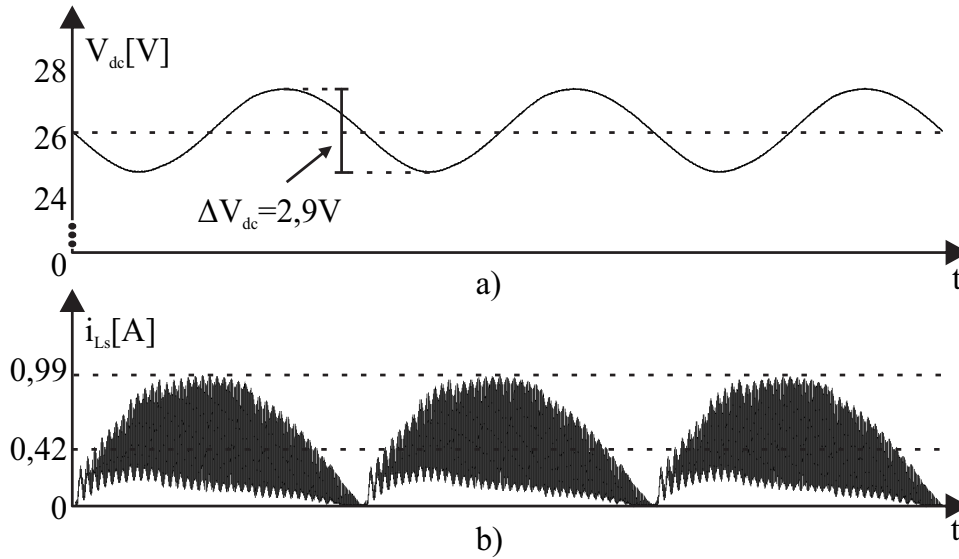 V_dc[V]
28
26
24
ΔV_dc=2,9V
0
t
a)
i_Ls[A]
0,99
0,42
0
t
b)